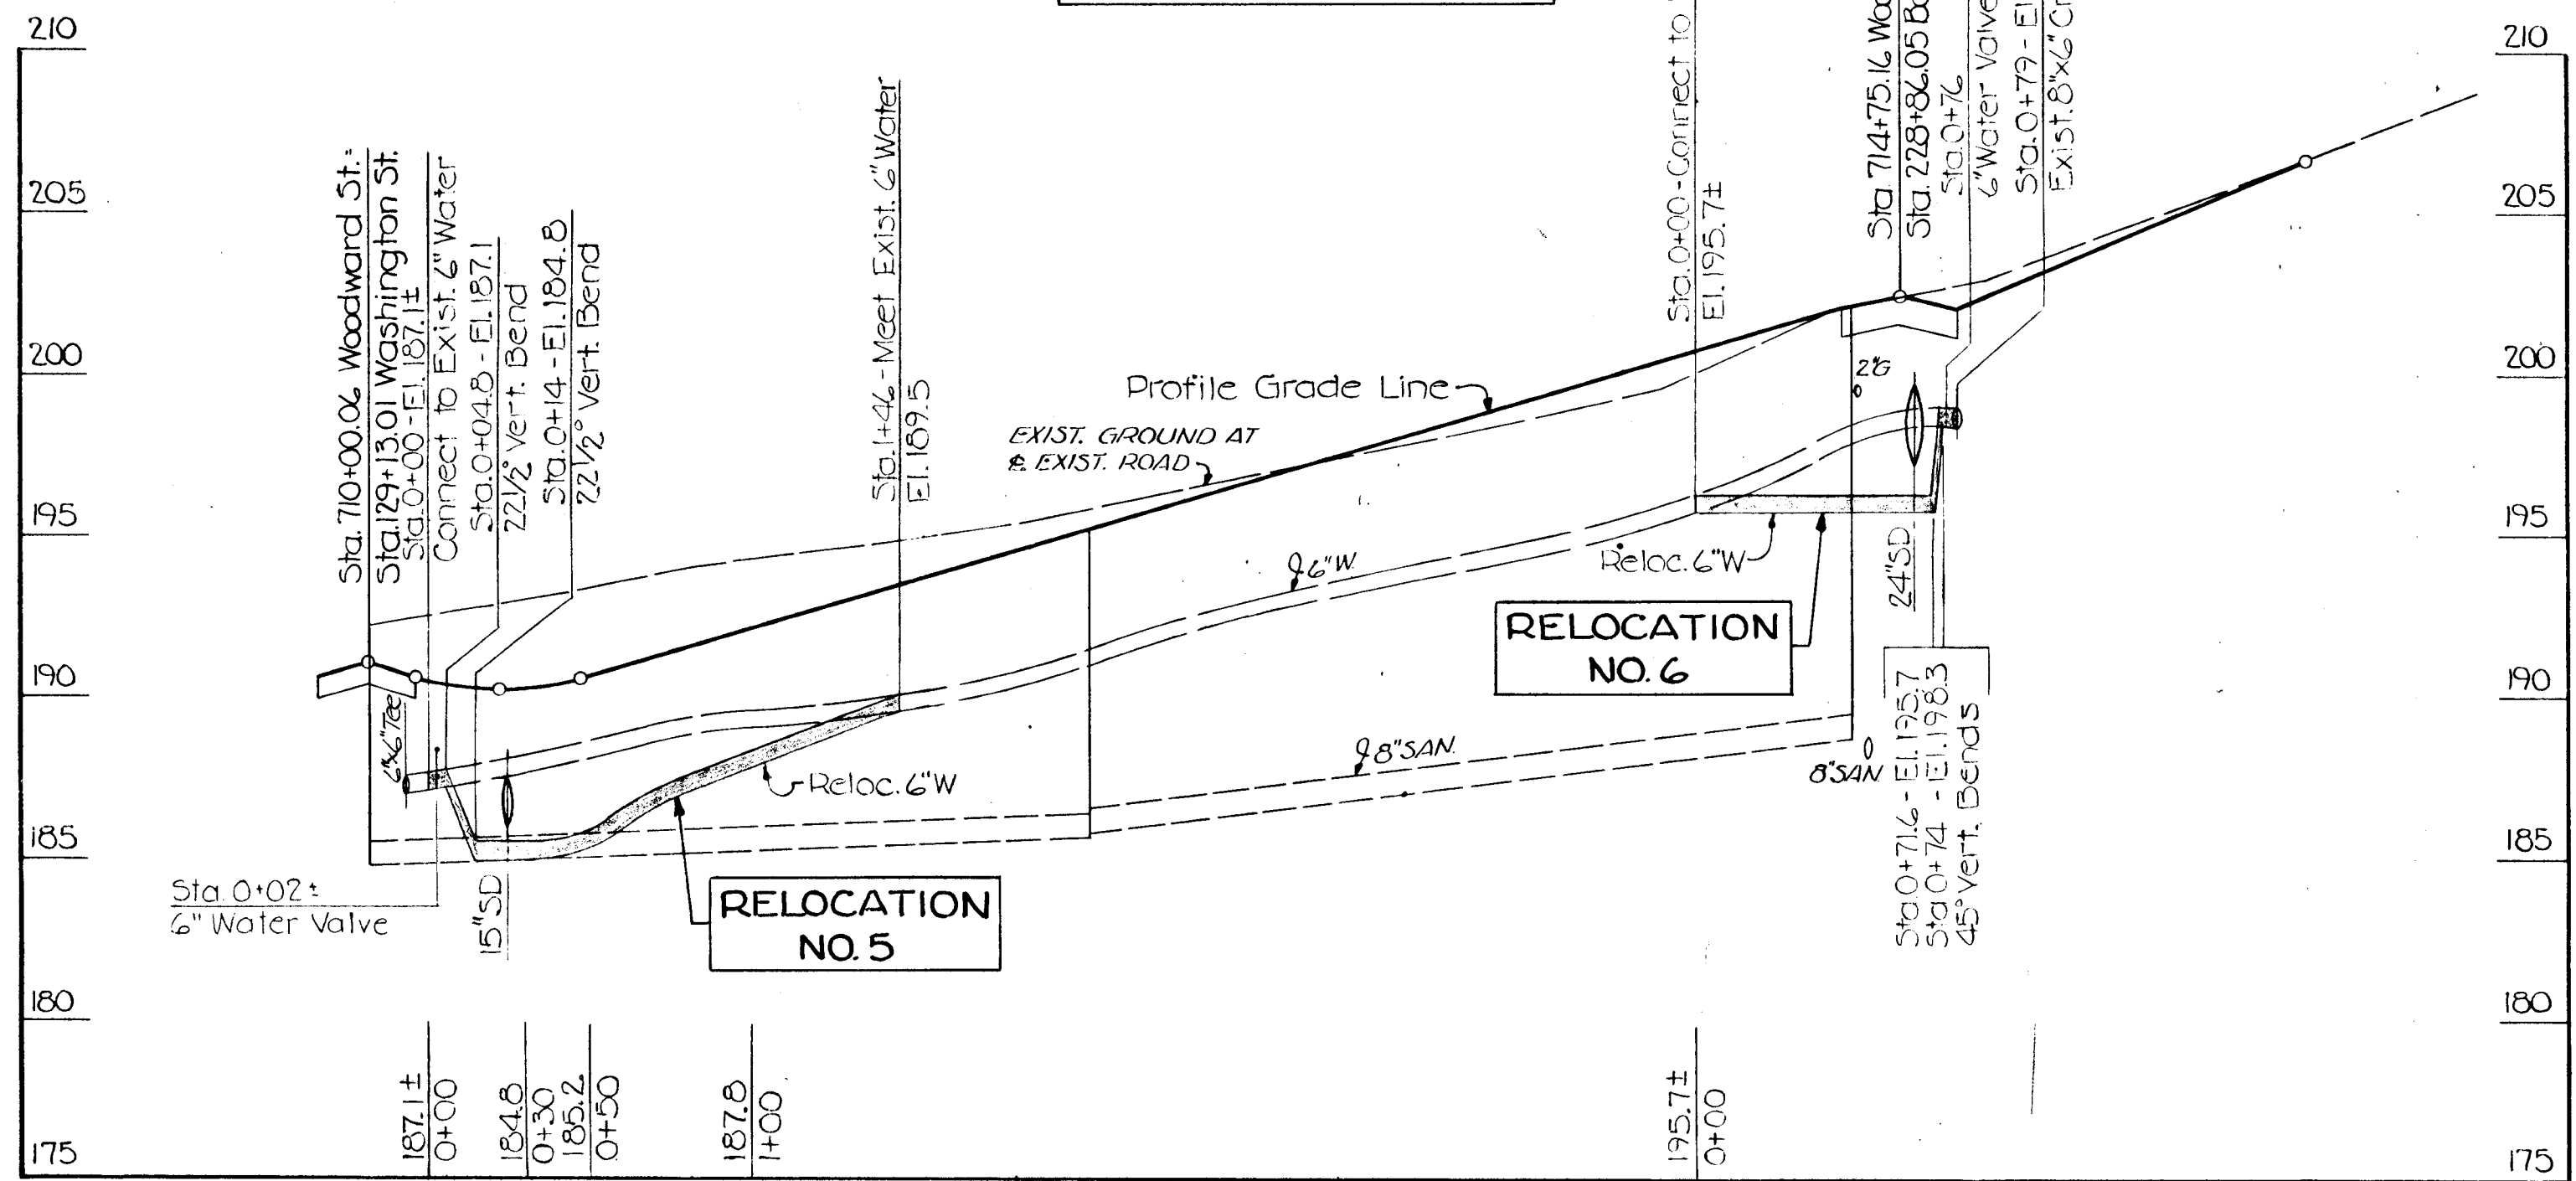 210
205
200
195
190
185
180
175
Sta. 710+00.06 Woodward St.=
Sta.129+13.01 Washington St.
Sta.0+00-El.187.1±
Connect to Exist. 6" Water
Sta.0+04.8-El.187.1
22½° Vert. Bend
Sta.0+14-El.184.8
22½° Vert. Bend
Sta.1+46-Meet Exist. 6" Water
El.189.5
6"x6" Tee
Sta. 0+02±
6" Water Valve
15" SD
Reloc. 6"W
RELOCATION
NO. 5
EXIST. GROUND AT
℄ EXIST. ROAD
Profile Grade Line
6"W.
8"SAN.
Sta.0+00-Connect to
El.195.7±
Reloc. 6"W
RELOCATION
NO. 6
2"G
24"SD
8"SAN.
Sta. 714+75.16
Sta. 228+86.05
Sta.0+76
6" Water Valve
Sta.0+79-
Exist. 8"x6"
Sta.0+71.6-El.195.7
Sta.0+74-El.198.3
45° Vert. Bends
187.1±
0+00
184.8
0+30
185.2
0+50
187.8
1+00
195.7±
0+00
210
205
200
195
190
185
180
175